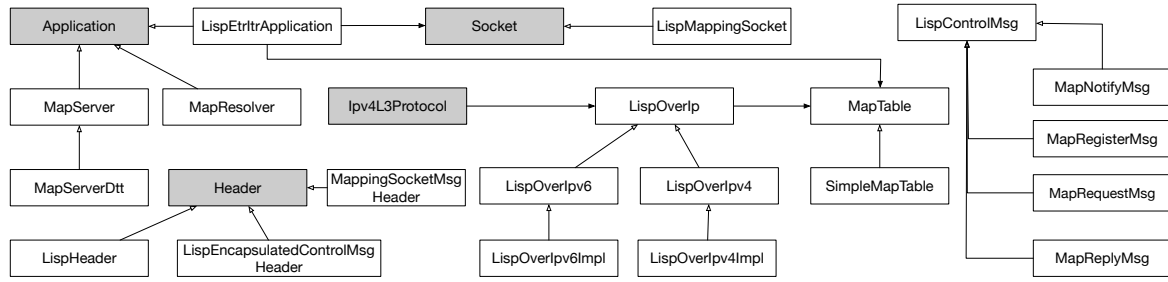 Application
LispEtrItrApplication
Socket
LispMappingSocket
LispControlMsg
MapServer
MapResolver
Ipv4L3Protocol
LispOverIp
MapTable
MapNotifyMsg
MapRegisterMsg
MapServerDtt
Header
MappingSocketMsg
Header
LispOverIpv6
LispOverIpv4
SimpleMapTable
MapRequestMsg
LispHeader
LispEncapsulatedControlMsg
Header
LispOverIpv6Impl
LispOverIpv4Impl
MapReplyMsg